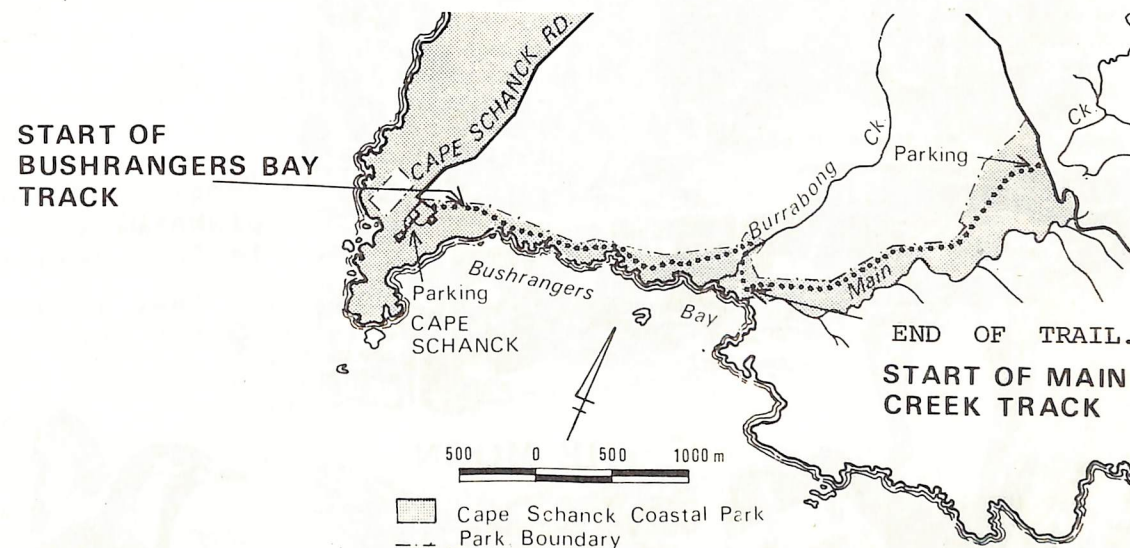 START OF
BUSHRANGERS BAY
TRACK
CAPE SCHANCK RD.
Ck.
Ck.
Parking
Burrabong
Bushrangers
Bay
Main
Parking
CAPE
SCHANCK
END OF TRAIL.
START OF MAIN
CREEK TRACK
500 0 500 1000 m
Cape Schanck Coastal Park
Park Boundary